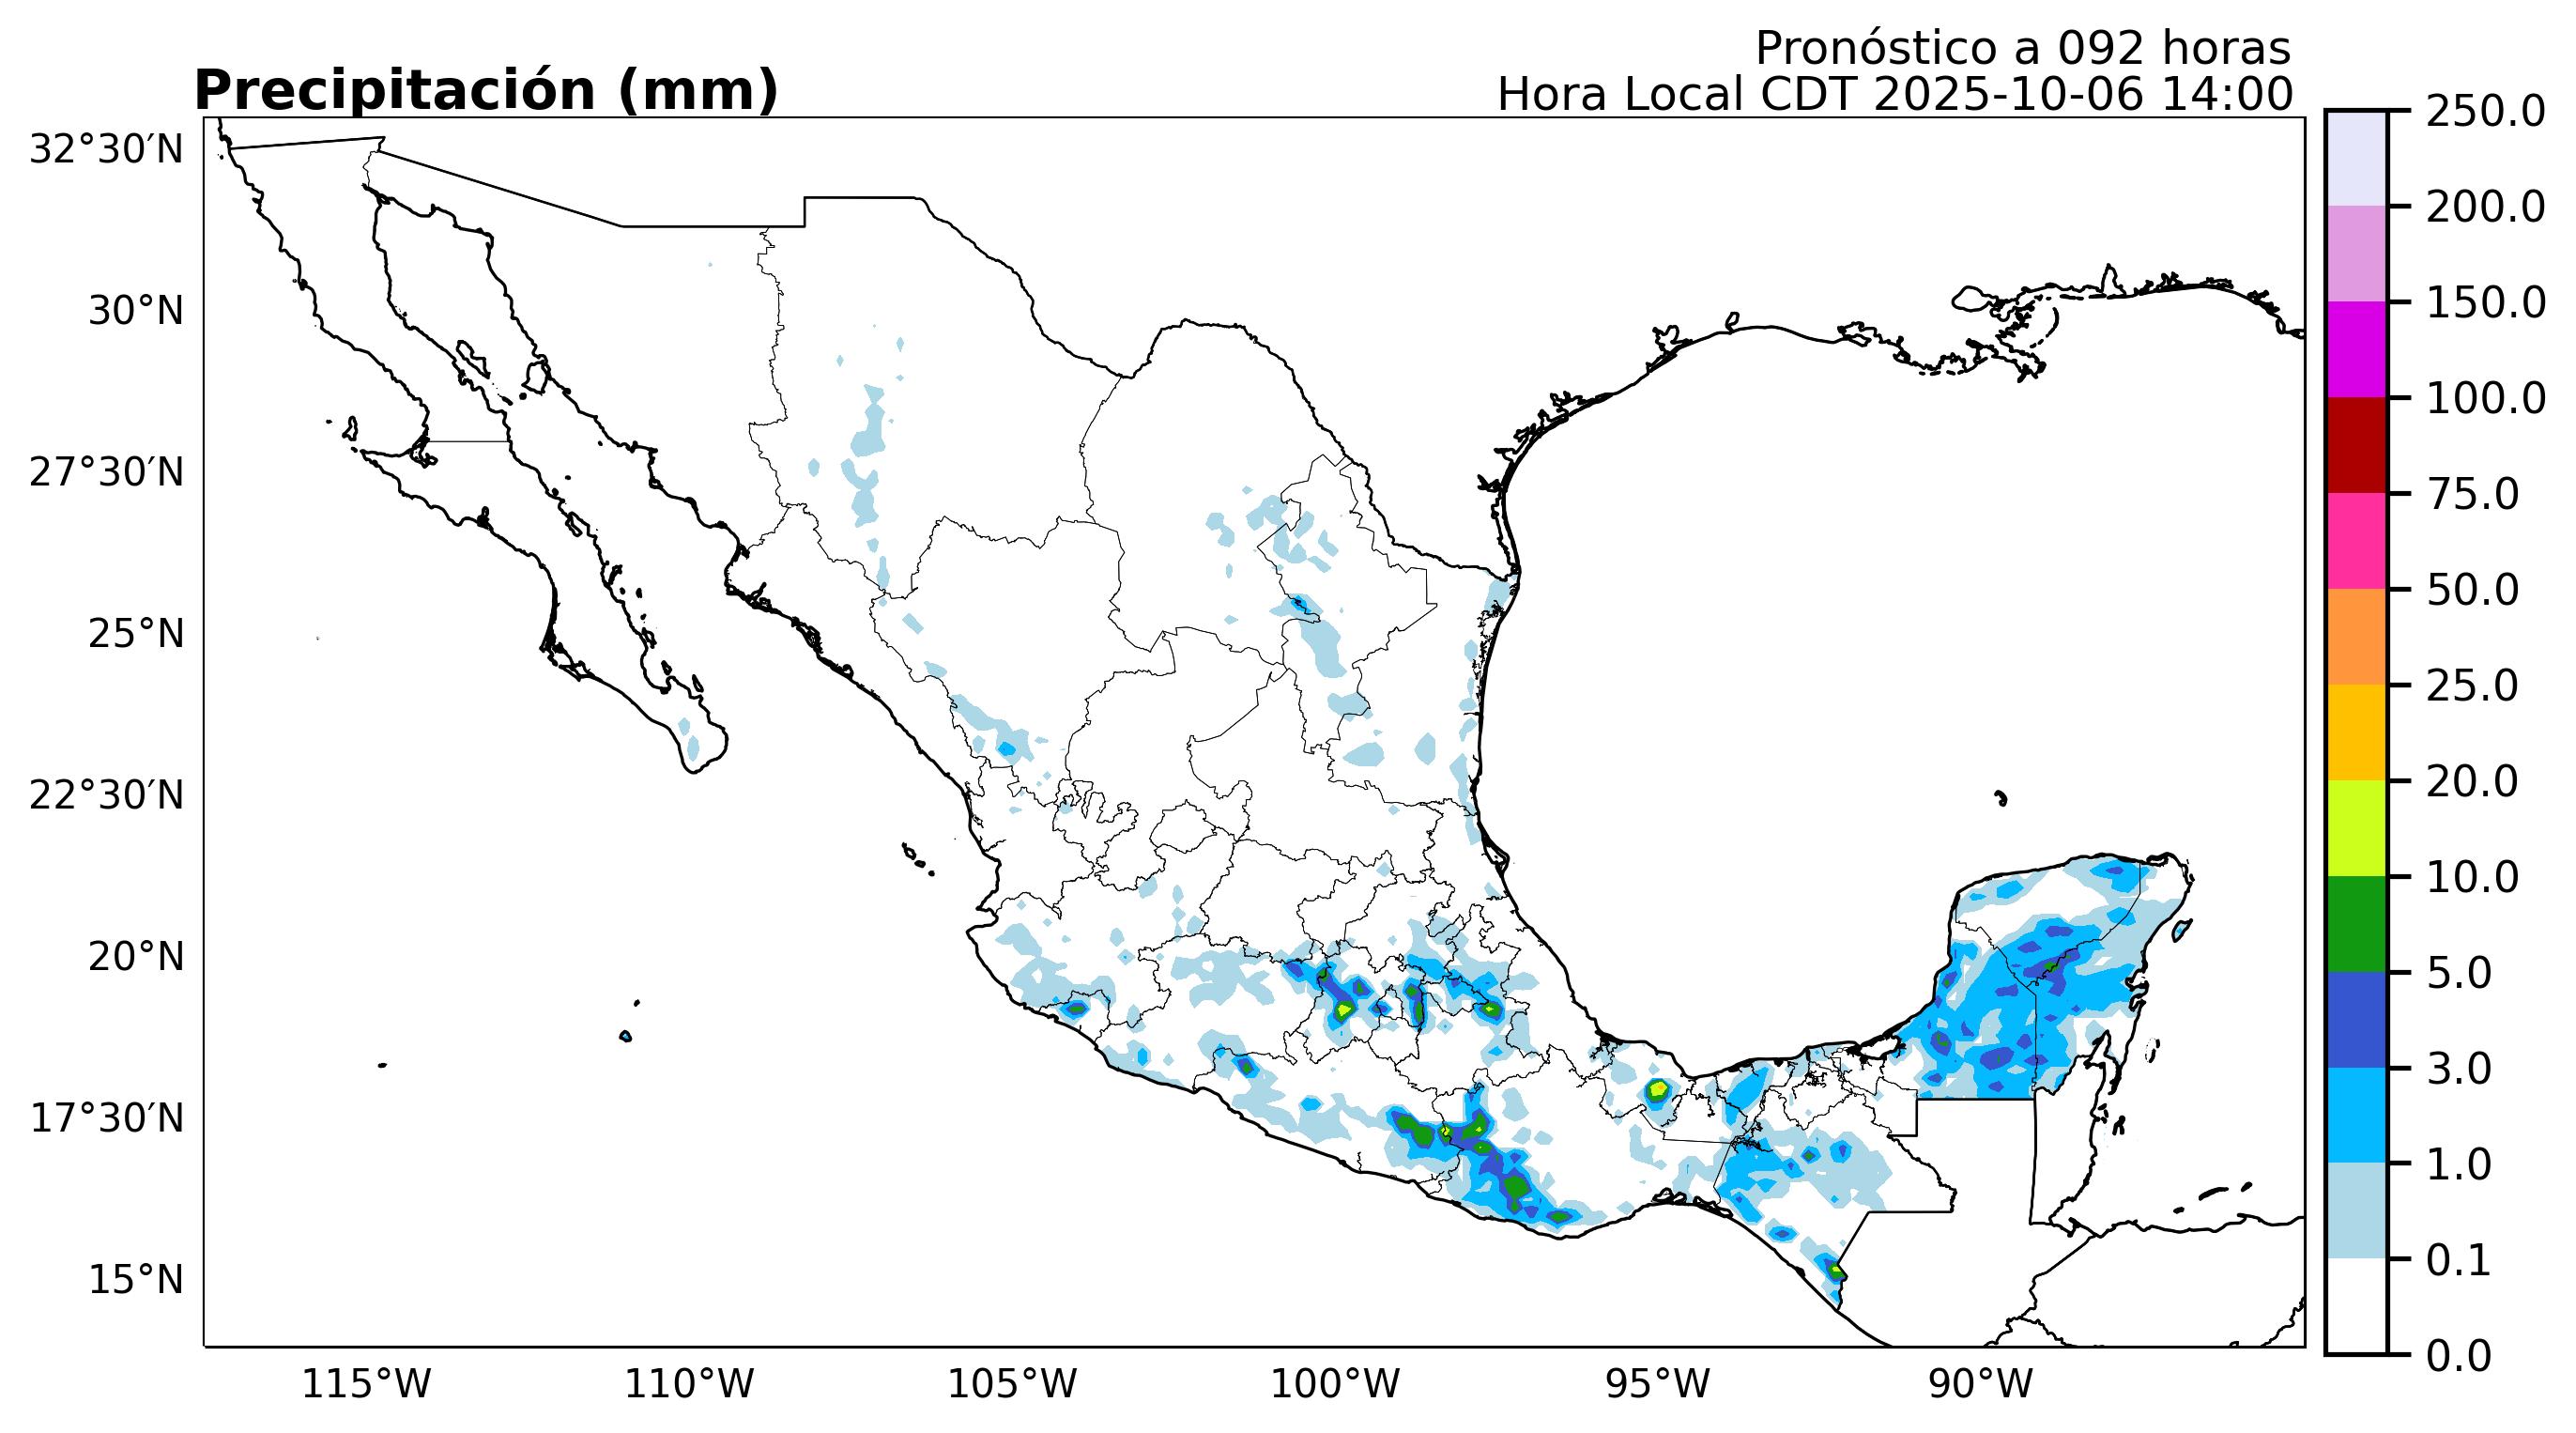 Pronóstico a 092 horas
Precipitación (mm)
Hora Local CDT 2025-10-06 14:00
32°30′N
30°N
27°30′N
25°N
22°30′N
20°N
17°30′N
15°N
115°W
110°W
105°W
100°W
95°W
90°W
250.0
200.0
150.0
100.0
75.0
50.0
25.0
20.0
10.0
5.0
3.0
1.0
0.1
0.0